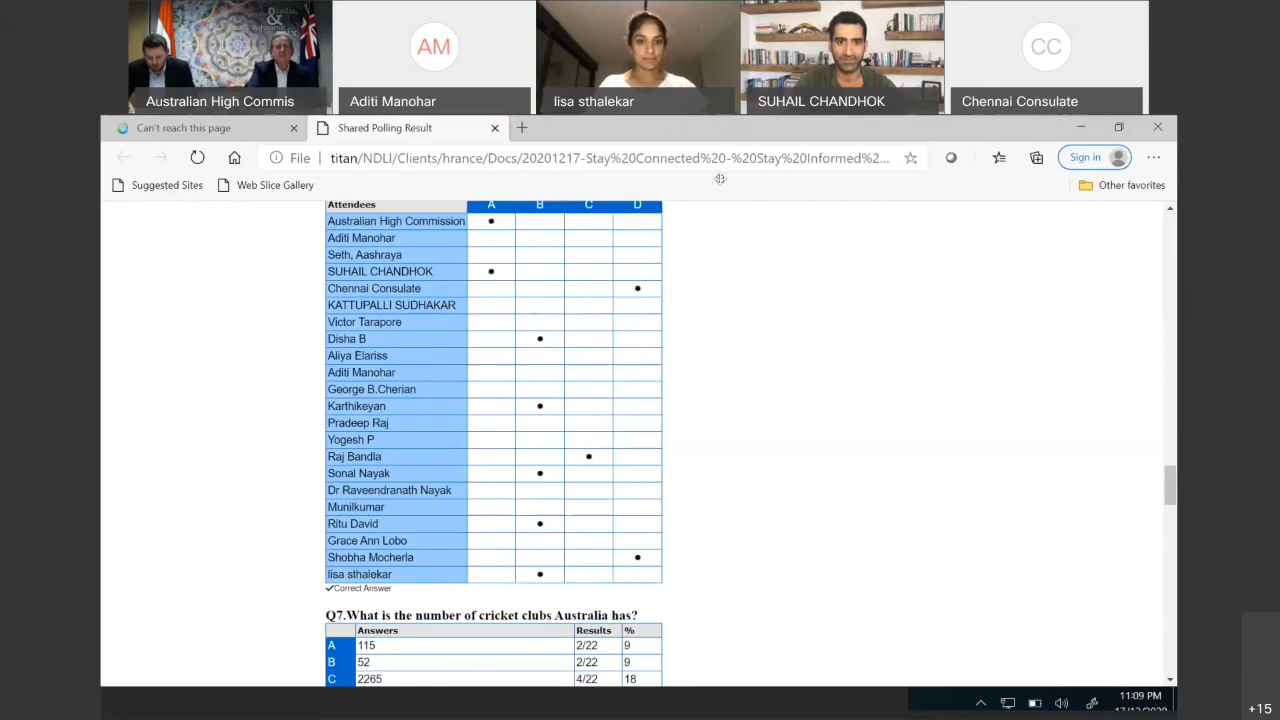 India,
&
dynamic
AM
CC
Australian High Commis
Aditi Manohar
lisa sthalekar
SUHAIL CHANDHOK
Chennai Consulate
Can't reach this page
Shared Polling Result
File titan/NDLI/Clients/hrance/Docs/20201217-Stay%20Connected%20-%20Stay%20Informed%2...
Sign in
Suggested Sites
Web Slice Gallery
Other favorites
Attendees A B C D
Australian High Commission •
Aditi Manohar
Seth, Aashraya
SUHAIL CHANDHOK •
Chennai Consulate •
KATTUPALLI SUDHAKAR
Victor Tarapore
Disha B •
Aliya Elariss
Aditi Manohar
George B.Cherian
Karthikeyan •
Pradeep Raj
Yogesh P
Raj Bandla •
Sonal Nayak •
Dr Raveendranath Nayak
Munilkumar
Ritu David •
Grace Ann Lobo
Shobha Mocherla •
lisa sthalekar •
✓Correct Answer
Q7.What is the number of cricket clubs Australia has?
Answers Results %
A 115 2/22 9
B 52 2/22 9
C 2265 4/22 18
11:09 PM
17/12/2020
+15